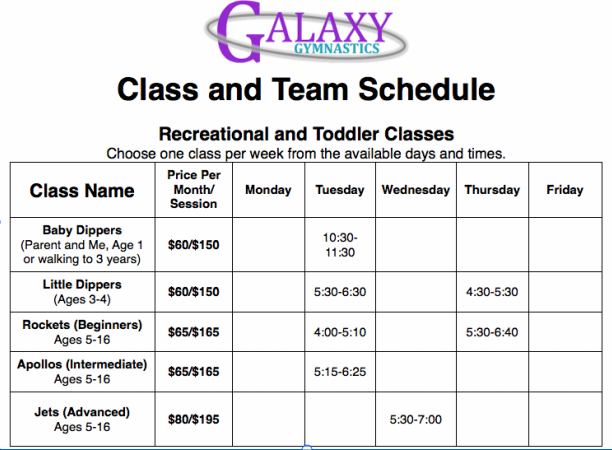 GALAXY
GYMNASTICS
Class and Team Schedule
Recreational and Toddler Classes
Choose one class per week from the available days and times.
Class Name Price Per Month/ Session Monday Tuesday Wednesday Thursday Friday
Baby Dippers
(Parent and Me, Age 1
or walking to 3 years)
$60/$150
10:30-
11:30
Little Dippers
(Ages 3-4)
$60/$150 5:30-6:30 4:30-5:30
Rockets (Beginners)
Ages 5-16
$65/$165 4:00-5:10 5:30-6:40
Apollos (Intermediate)
Ages 5-16
$65/$165 5:15-6:25
Jets (Advanced)
Ages 5-16
$80/$195 5:30-7:00